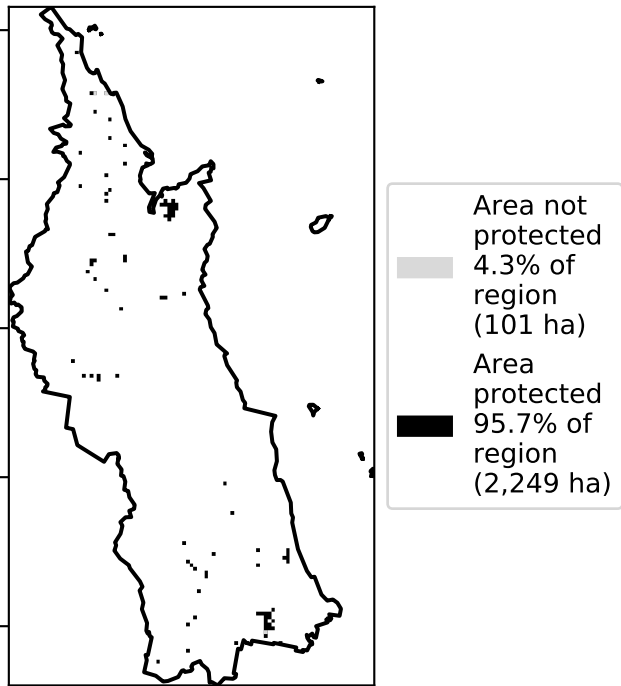 Area not
protected
4.3% of
region
(101 ha)
Area
protected
95.7% of
region
(2,249 ha)